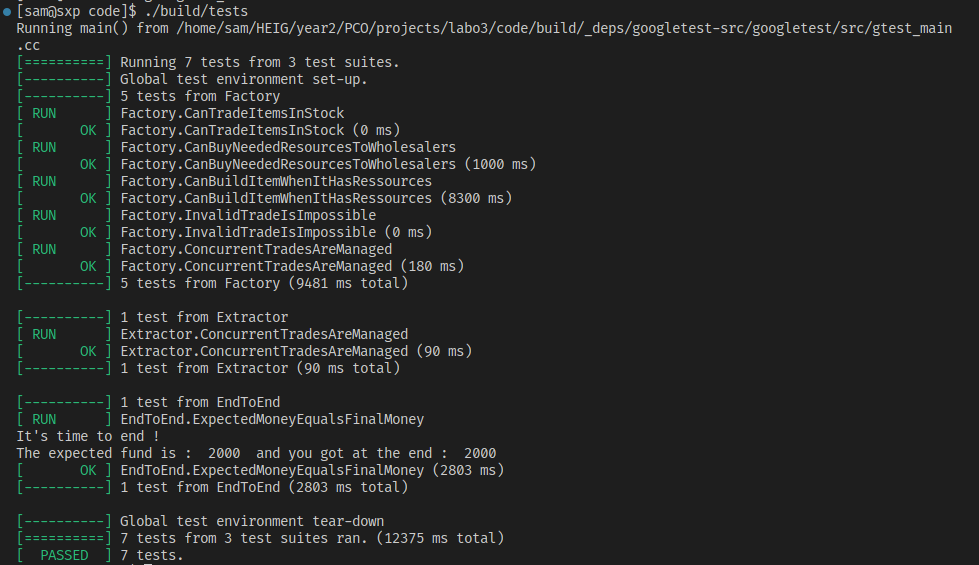 [sam@sxp code]$ ./build/tests
Running main() from /home/sam/HEIG/year2/PCO/projects/labo3/code/build/_deps/googletest-src/googletest/src/gtest_main
.cc
[==========] Running 7 tests from 3 test suites.
[----------] Global test environment set-up.
[----------] 5 tests from Factory
[ RUN      ] Factory.CanTradeItemsInStock
[       OK ] Factory.CanTradeItemsInStock (0 ms)
[ RUN      ] Factory.CanBuyNeededResourcesToWholesalers
[       OK ] Factory.CanBuyNeededResourcesToWholesalers (1000 ms)
[ RUN      ] Factory.CanBuildItemWhenItHasRessources
[       OK ] Factory.CanBuildItemWhenItHasRessources (8300 ms)
[ RUN      ] Factory.InvalidTradeIsImpossible
[       OK ] Factory.InvalidTradeIsImpossible (0 ms)
[ RUN      ] Factory.ConcurrentTradesAreManaged
[       OK ] Factory.ConcurrentTradesAreManaged (180 ms)
[----------] 5 tests from Factory (9481 ms total)

[----------] 1 test from Extractor
[ RUN      ] Extractor.ConcurrentTradesAreManaged
[       OK ] Extractor.ConcurrentTradesAreManaged (90 ms)
[----------] 1 test from Extractor (90 ms total)

[----------] 1 test from EndToEnd
[ RUN      ] EndToEnd.ExpectedMoneyEqualsFinalMoney
It's time to end !
The expected fund is :  2000  and you got at the end :  2000
[       OK ] EndToEnd.ExpectedMoneyEqualsFinalMoney (2803 ms)
[----------] 1 test from EndToEnd (2803 ms total)

[----------] Global test environment tear-down
[==========] 7 tests from 3 test suites ran. (12375 ms total)
[  PASSED  ] 7 tests.